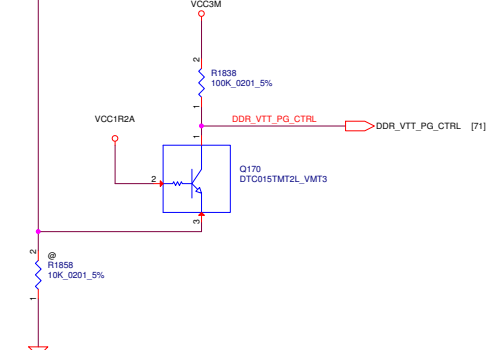 VCC3M
2
R1838
100K_0201_5%
1
DDR_VTT_PG_CTRL
DDR_VTT_PG_CTRL [71]
VCC1R2A
1
2
Q170
DTC015TMT2L_VMT3
3
2
@
R1858
10K_0201_5%
1